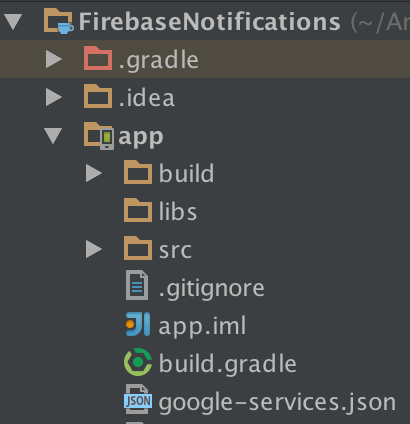 FirebaseNotifications (~/Ar
.gradle
.idea
app
build
libs
src
.gitignore
app.iml
build.gradle
JSON google-services.json